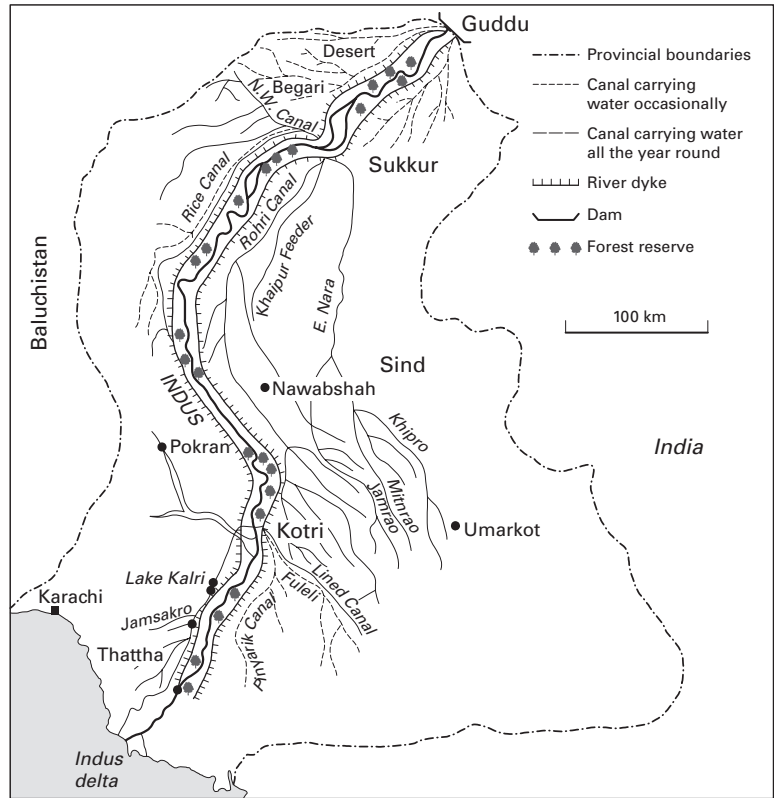 Guddu
Desert
Begari
N.W. Canal
Sukkur
Rice Canal
Rohri Canal
Khaipur Feeder
E. Nara
Baluchistan
Sind
INDUS
Nawabshah
Pokran
Khipro
Mitnrao
Jamrao
India
Umarkot
Kotri
Lake Kalri
Lined Canal
Fuleli
Karachi
Jamsakro
Pnyarik Canal
Thattha
Indus
delta
Provincial boundaries
Canal carrying
water occasionally
Canal carrying water
all the year round
River dyke
Dam
Forest reserve
100 km